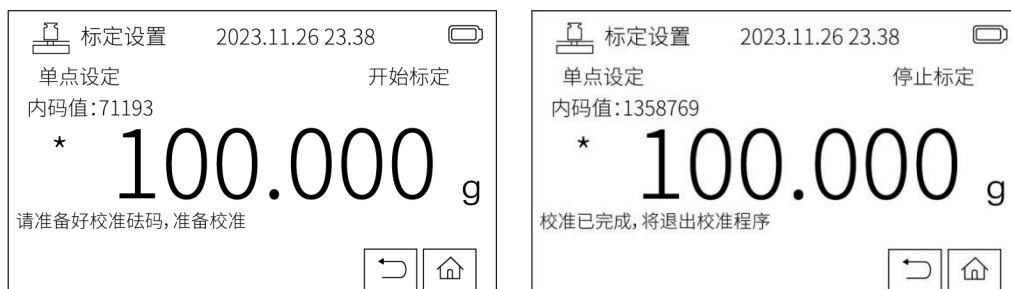 标定设置 2023.11.26 23.38
单点设定 开始标定
内码值:71193
* 100.000 g
请准备好校准砝码,准备校准
标定设置 2023.11.26 23.38
单点设定 停止标定
内码值:1358769
* 100.000 g
校准已完成,将退出校准程序